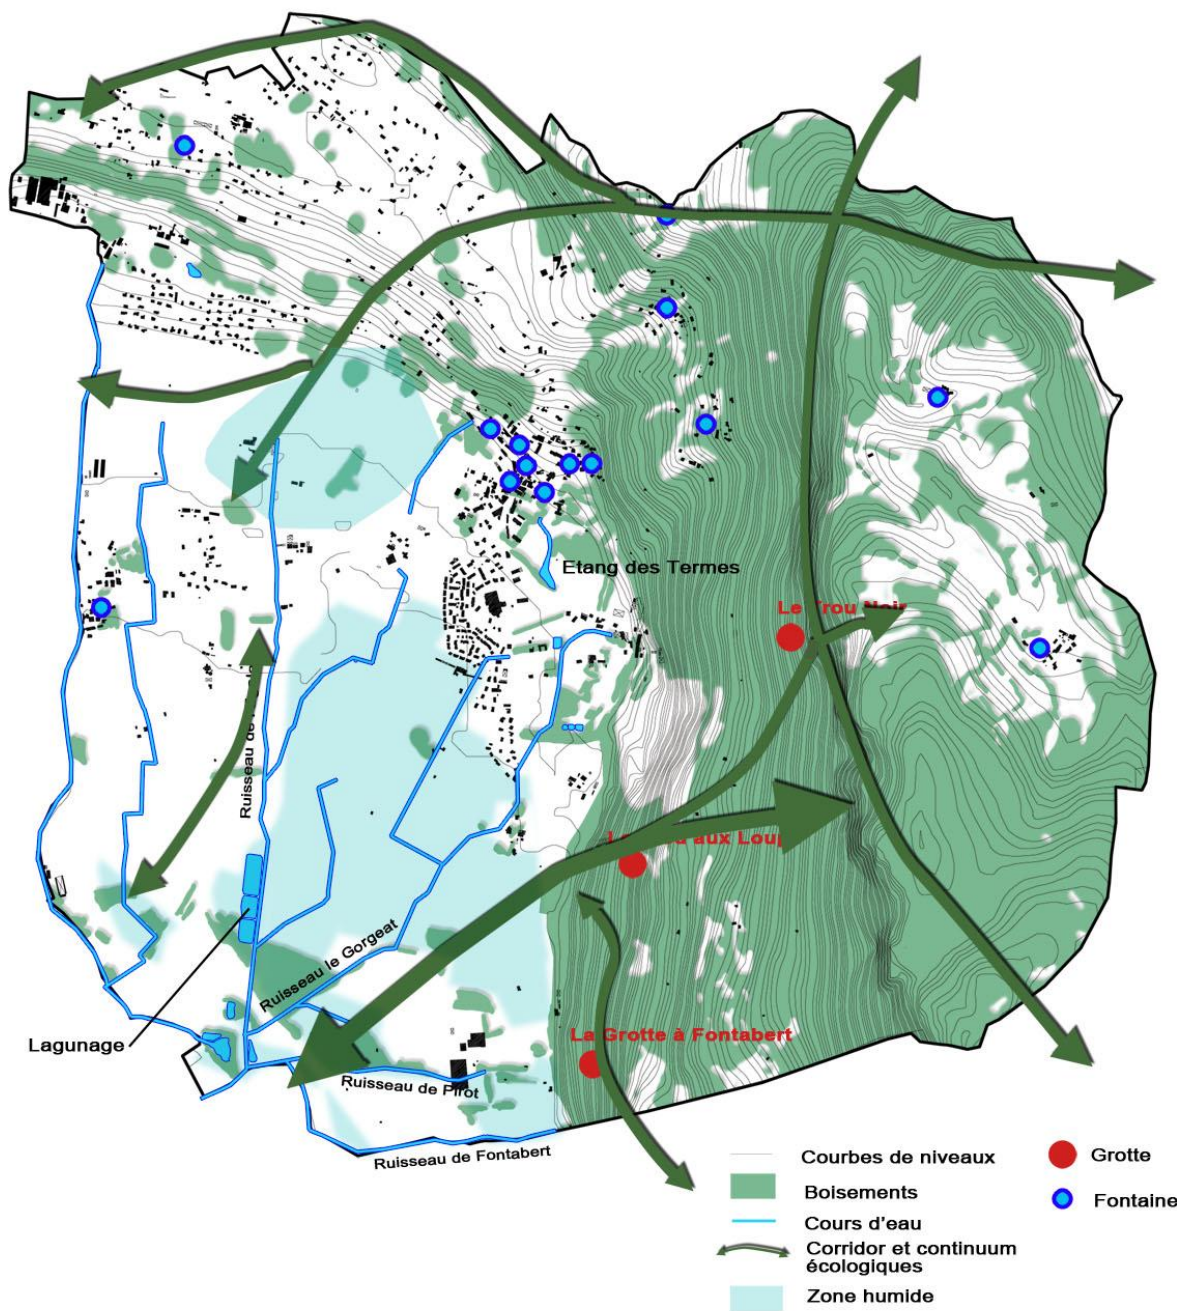 Etang des Termes
Le Trou Noir
Ruisseau de
aux Loup
Ruisseau le Gorgeat
Lagunage
La Grotte à Fontabert
Ruisseau de Pirot
Ruisseau de Fontabert
Courbes de niveaux
Grotte
Boisements
Fontaine
Cours d'eau
Corridor et continuum
écologiques
Zone humide